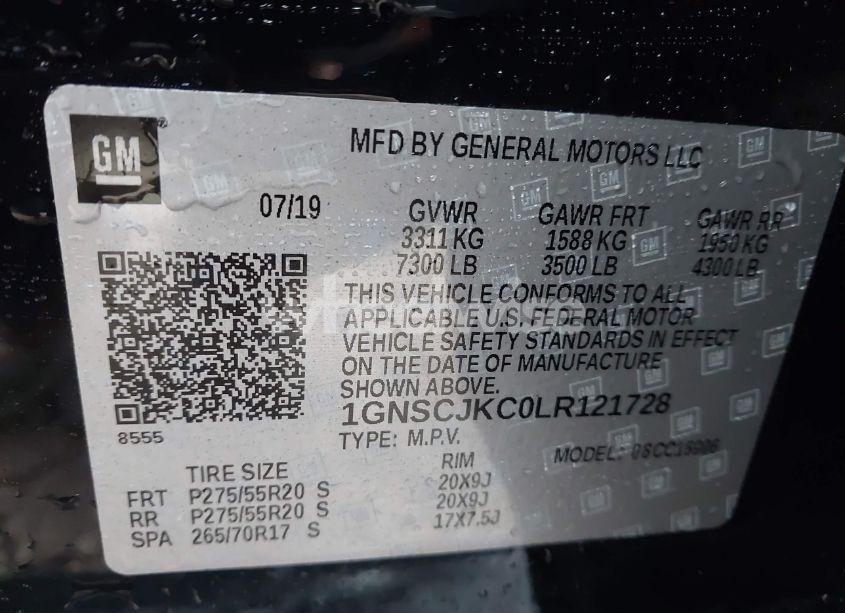 GM
MFD BY GENERAL MOTORS LLC
07/19 GVWR GAWR FRT GAWR RR
3311 KG 1588 KG 1950 KG
7300 LB 3500 LB 4300 LB
THIS VEHICLE CONFORMS TO ALL
APPLICABLE U.S. FEDERAL MOTOR
VEHICLE SAFETY STANDARDS IN EFFECT
ON THE DATE OF MANUFACTURE
SHOWN ABOVE.
1GNSCJKC0LR121728
8555
TYPE: M.P.V. MODEL:
TIRE SIZE RIM
FRT P275/55R20 S 20X9J
RR P275/55R20 S 20X9J
SPA 265/70R17 S 17X7.5J